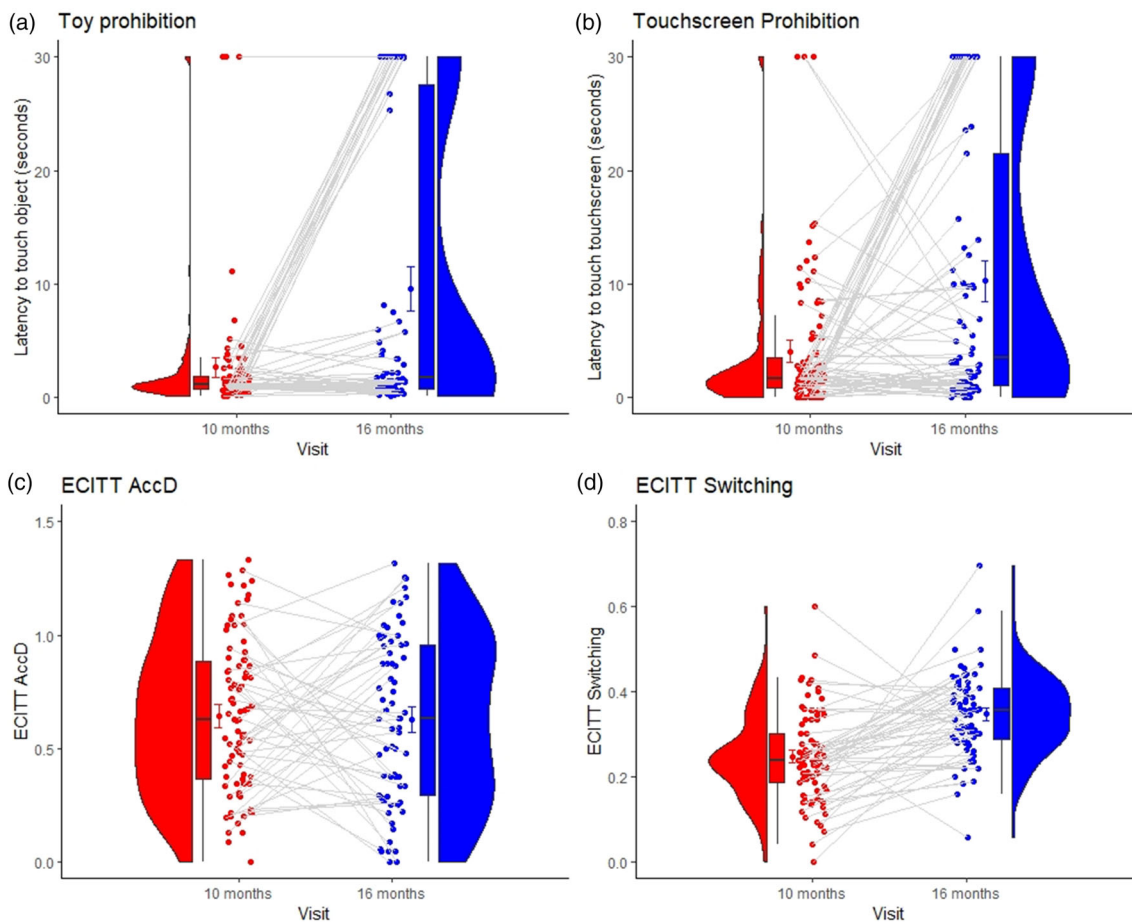 (a) Toy prohibition
30
20
10
0
Latency to touch object (seconds)
10 months 16 months
Visit
(b) Touchscreen Prohibition
30
20
10
0
Latency to touch touchscreen (seconds)
10 months 16 months
Visit
(c) ECITT AccD
1.5
1.0
0.5
0.0
ECITT AccD
10 months 16 months
Visit
(d) ECITT Switching
0.8
0.6
0.4
0.2
0.0
ECITT Switching
10 months 16 months
Visit